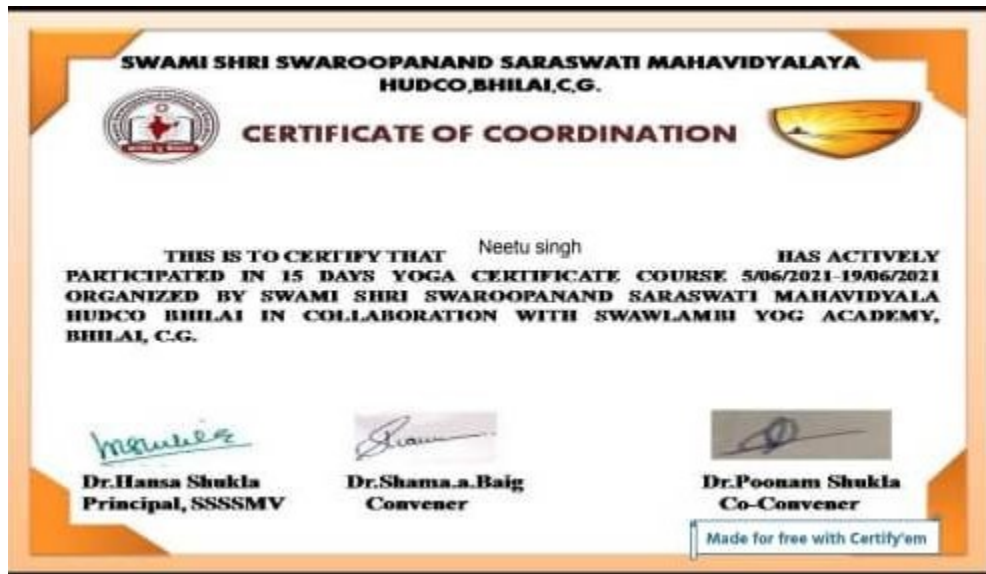 SWAMI SHRI SWAROOPANAND SARASWATI MAHAVIDYALAYA
HUDCO,BHILAI,C,G.
CERTIFICATE OF COORDINATION
THIS IS TO CERTIFY THAT Neetu singh HAS ACTIVELY
PARTICIPATED IN 15 DAYS YOGA CERTIFICATE COURSE 5/06/2021-19/06/2021
ORGANIZED BY SWAMI SHRI SWAROOPANAND SARASWATI MAHAVIDYALA
HUDCO BHILAI IN COLLABORATION WITH SWAWLAMBI YOG ACADEMY,
BHILAI, C.G.
Dr.Hansa Shukla Dr.Shama.a.Baig Dr.Poonam Shukla
Principal, SSSSMV Convener Co-Convener
Made for free with Certify'em